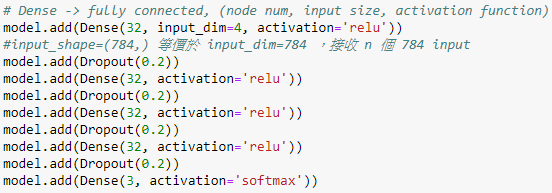 # Dense -> fully connected, (node num, input size, activation function)
model.add(Dense(32, input_dim=4, activation='relu'))
#input_shape=(784,) 等價於 input_dim=784 ，接收 n 個 784 input
model.add(Dropout(0.2))
model.add(Dense(32, activation='relu'))
model.add(Dropout(0.2))
model.add(Dense(32, activation='relu'))
model.add(Dropout(0.2))
model.add(Dense(32, activation='relu'))
model.add(Dropout(0.2))
model.add(Dense(3, activation='softmax'))